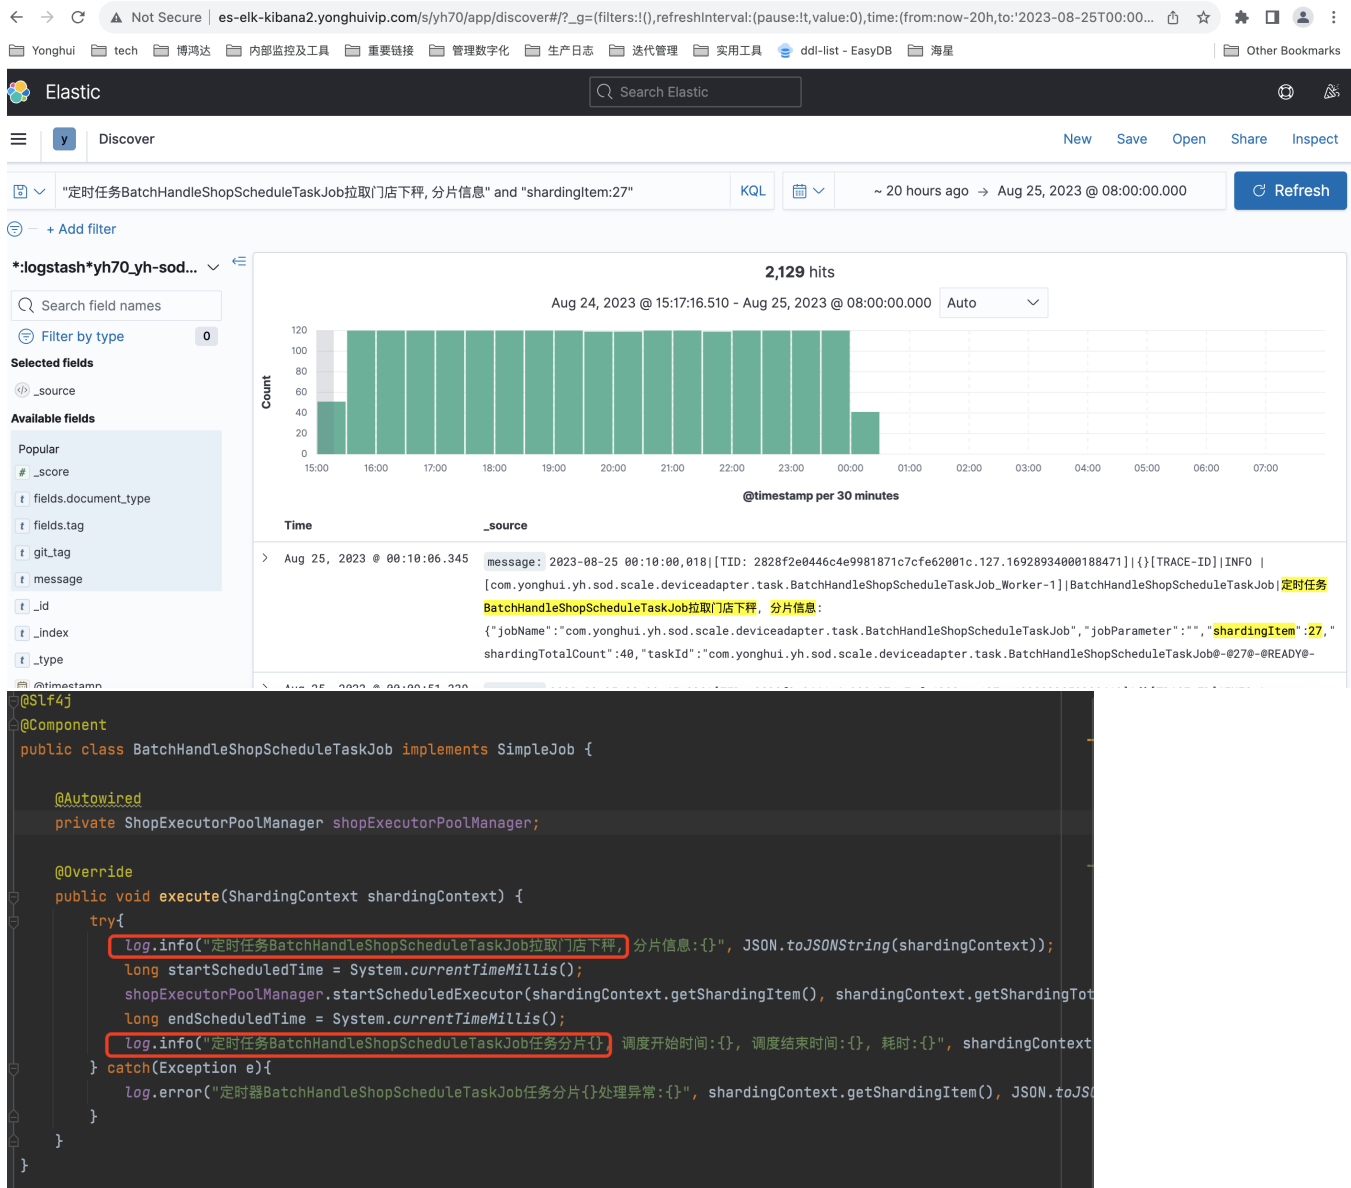 Not Secure | es-elk-kibana2.yonghuivip.com/s/yh70/app/discover#/?_g=(filters:!(),refreshInterval:(pause:!t,value:0),time:(from:now-20h,to:'2023-08-25T00:00...
Yonghui tech 博鸿达 内部监控及工具 重要链接 管理数字化 生产日志 迭代管理 实用工具 ddl-list - EasyDB 海星 Other Bookmarks
Elastic Search Elastic
y Discover New Save Open Share Inspect
"定时任务BatchHandleShopScheduleTaskJob拉取门店下秤, 分片信息" and "shardingItem:27" KQL ~ 20 hours ago → Aug 25, 2023 @ 08:00:00.000 Refresh
+ Add filter
*:logstash*yh70_yh-sod...
Search field names
Filter by type 0
Selected fields
_source
Available fields
Popular
# _score
t fields.document_type
t fields.tag
t git_tag
t message
t _id
t _index
t _type
@timestamp
2,129 hits
Aug 24, 2023 @ 15:17:16.510 - Aug 25, 2023 @ 08:00:00.000 Auto
Count
120
100
80
60
40
20
0
15:00 16:00 17:00 18:00 19:00 20:00 21:00 22:00 23:00 00:00 01:00 02:00 03:00 04:00 05:00 06:00 07:00
@timestamp per 30 minutes
Time _source
Aug 25, 2023 @ 00:10:06.345 message: 2023-08-25 00:10:00,018|[TID: 2828f2e0446c4e9981871c7cfe62001c.127.16928934000188471]|{}[TRACE-ID]|INFO |
[com.yonghui.yh.sod.scale.deviceadapter.task.BatchHandleShopScheduleTaskJob_Worker-1]|BatchHandleShopScheduleTaskJob|定时任务
BatchHandleShopScheduleTaskJob拉取门店下秤, 分片信息:
{"jobName":"com.yonghui.yh.sod.scale.deviceadapter.task.BatchHandleShopScheduleTaskJob","jobParameter":"","shardingItem":27,"
shardingTotalCount":40,"taskId":"com.yonghui.yh.sod.scale.deviceadapter.task.BatchHandleShopScheduleTaskJob@-@27@-@READY@-
@Slf4j
@Component
public class BatchHandleShopScheduleTaskJob implements SimpleJob {
@Autowired
private ShopExecutorPoolManager shopExecutorPoolManager;
@Override
public void execute(ShardingContext shardingContext) {
try{
log.info("定时任务BatchHandleShopScheduleTaskJob拉取门店下秤, 分片信息:{}", JSON.toJSONString(shardingContext));
long startScheduledTime = System.currentTimeMillis();
shopExecutorPoolManager.startScheduledExecutor(shardingContext.getShardingItem(), shardingContext.getShardingTot
long endScheduledTime = System.currentTimeMillis();
log.info("定时任务BatchHandleShopScheduleTaskJob任务分片{}, 调度开始时间:{}, 调度结束时间:{}, 耗时:{}", shardingContext
} catch(Exception e){
log.error("定时器BatchHandleShopScheduleTaskJob任务分片{}处理异常:{}", shardingContext.getShardingItem(), JSON.toJS
}
}
}